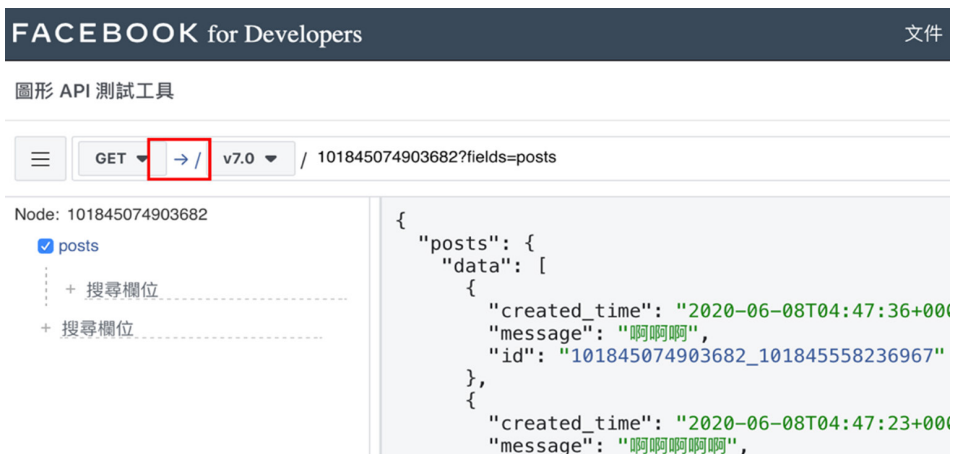 FACEBOOK for Developers 文件
圖形 API 測試工具
GET → / v7.0 / 101845074903682?fields=posts
Node: 101845074903682
posts
+ 搜尋欄位
+ 搜尋欄位
{
"posts": {
"data": [
{
"created_time": "2020-06-08T04:47:36+00
"message": "啊啊啊",
"id": "101845074903682_101845558236967"
},
{
"created_time": "2020-06-08T04:47:23+00
"message": "啊啊啊啊啊",